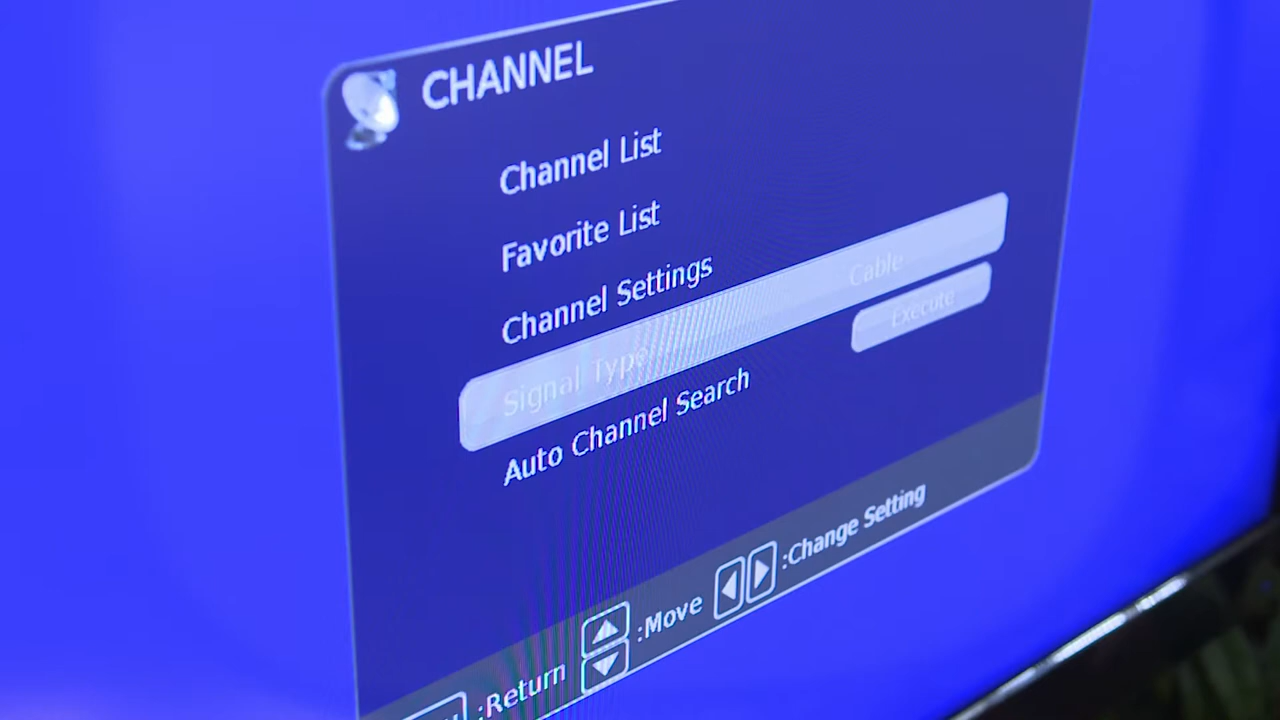 CHANNEL
Channel List
Favorite List
Channel Settings
Signal Type Cable
Execute
Auto Channel Search
:Return :Move :Change Setting